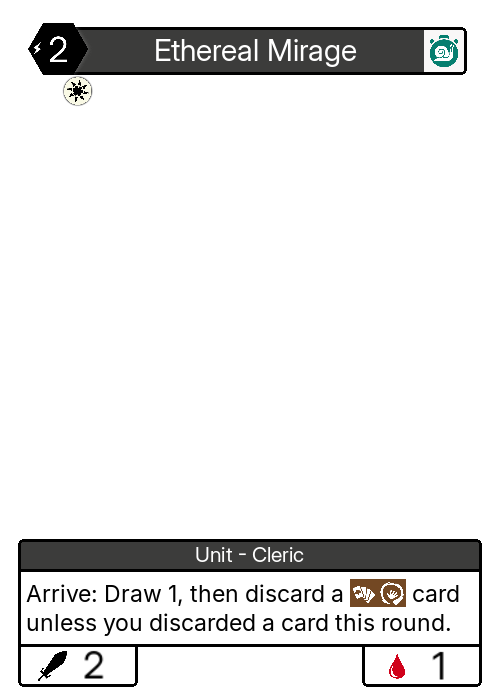 2 Ethereal Mirage
Unit - Cleric
Arrive: Draw 1, then discard a card
unless you discarded a card this round.
2 1